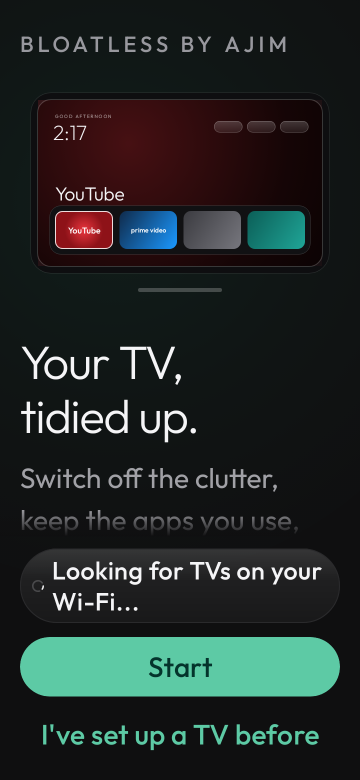 BLOATLESS BY AJIM
GOOD AFTERNOON
2:17
YouTube
YouTube
prime video
Your TV,
tidied up.
Switch off the clutter,
keep the apps you use,
Looking for TVs on your
Wi-Fi...
Start
I've set up a TV before